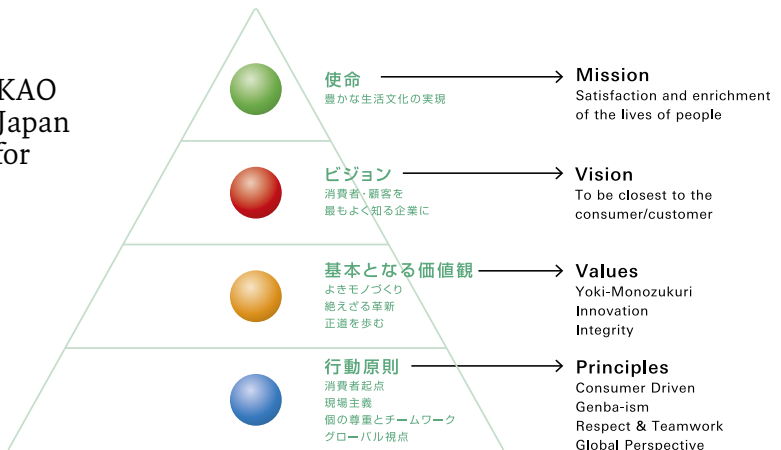 KAO
Japan
for
使命
豊かな生活文化の実現
Mission
Satisfaction and enrichment
of the lives of people
ビジョン
消費者・顧客を
最もよく知る企業に
Vision
To be closest to the
consumer/customer
基本となる価値観
よきモノづくり
絶えざる革新
正道を歩む
Values
Yoki-Monozukuri
Innovation
Integrity
行動原則
消費者起点
現場主義
個の尊重とチームワーク
グローバル視点
Principles
Consumer Driven
Genba-ism
Respect & Teamwork
Global Perspective